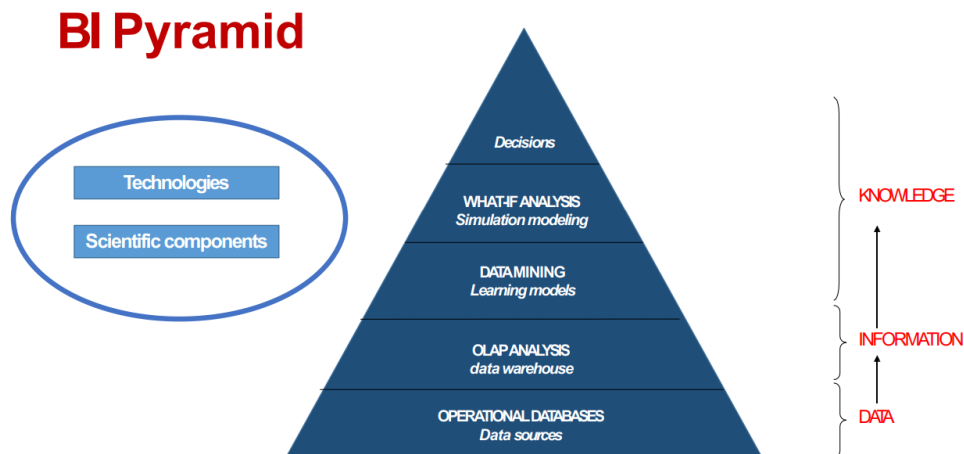 BI Pyramid
Technologies
Scientific components
Decisions
WHAT-IF ANALYSIS
Simulation modeling
DATA MINING
Learning models
OLAP ANALYSIS
data warehouse
OPERATIONAL DATABASES
Data sources
KNOWLEDGE
INFORMATION
DATA